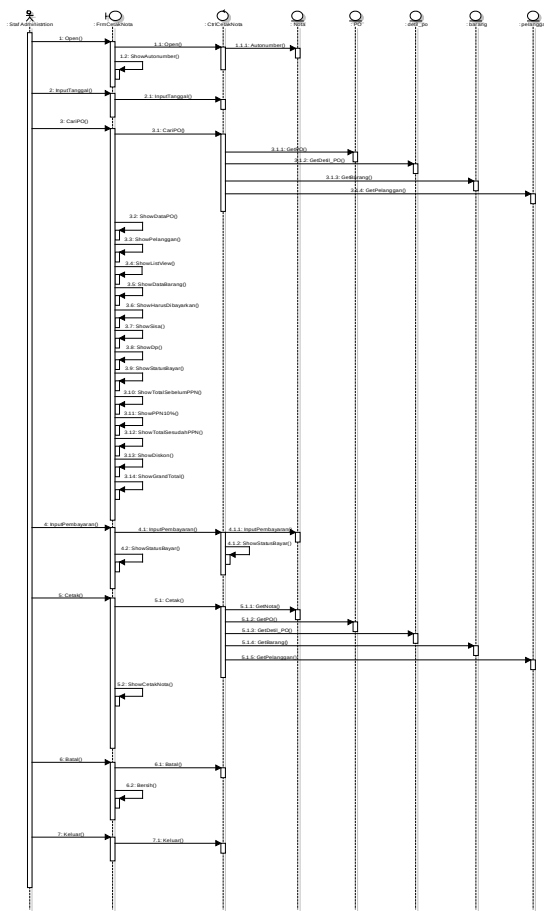 : Staf Administrition
: FrmCetakNota
: CtrlCetakNota
: Nota
: PO
: detil_po
: barang
: pelangga
1: Open()
1.1: Open()
1.1.1: Autonumber()
1.2: ShowAutonumber()
2: InputTanggal()
2.1: InputTanggal()
3: CariPO()
3.1: CariPO()
3.1.1: GetPO()
3.1.2: GetDetil_PO()
3.1.3: GetBarang()
3.1.4: GetPelanggan()
3.2: ShowDataPO()
3.3: ShowPelanggan()
3.4: ShowListView()
3.5: ShowDataBarang()
3.6: ShowHarusDibayarkan()
3.7: ShowSisa()
3.8: ShowDp()
3.9: ShowStatusBayar()
3.10: ShowTotalSebelumPPN()
3.11: ShowPPN10%()
3.12: ShowTotalSesudahPPN()
3.13: ShowDiskon()
3.14: ShowGrandTotal()
4: InputPembayaran()
4.1: InputPembayaran()
4.1.1: InputPembayaran()
4.1.2: ShowStatusBayar()
4.2: ShowStatusBayar()
5: Cetak()
5.1: Cetak()
5.1.1: GetNota()
5.1.2: GetPO()
5.1.3: GetDetil_PO()
5.1.4: GetBarang()
5.1.5: GetPelanggan()
5.2: ShowCetakNota()
6: Batal()
6.1: Batal()
6.2: Bersih()
7: Keluar()
7.1: Keluar()